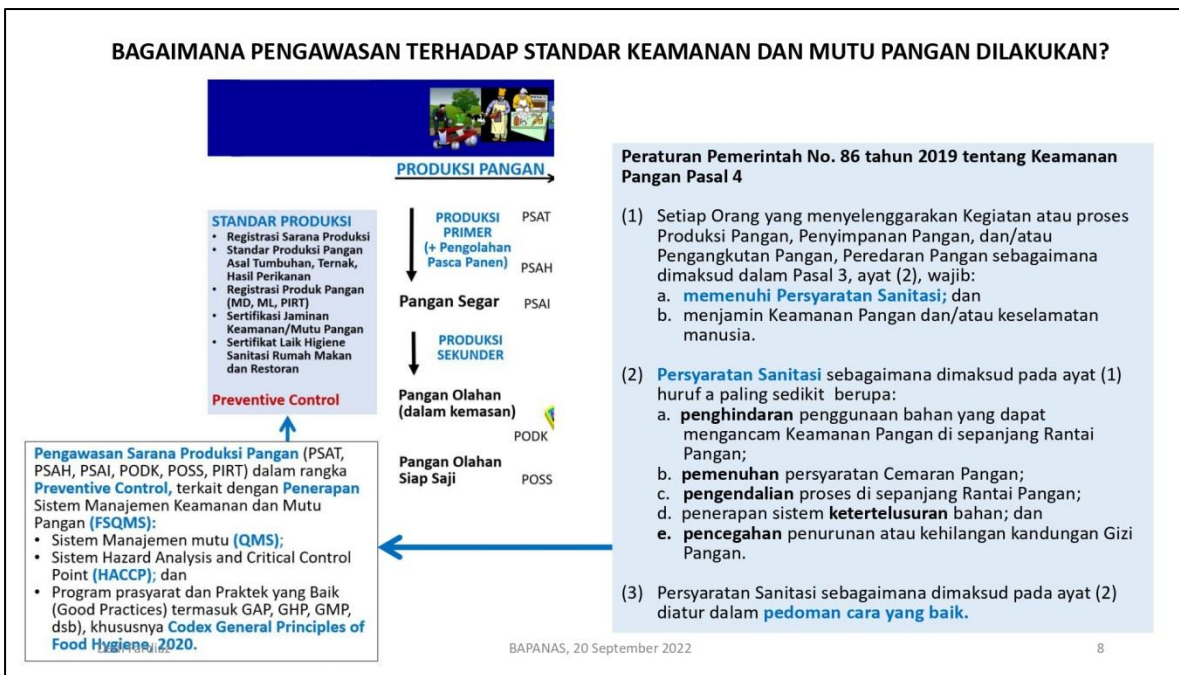 BAGAIMANA PENGAWASAN TERHADAP STANDAR KEAMANAN DAN MUTU PANGAN DILAKUKAN?
PRODUKSI PANGAN
STANDAR PRODUKSI
• Registrasi Sarana Produksi
• Standar Produksi Pangan
Asal Tumbuhan, Ternak,
Hasil Perikanan
• Registrasi Produk Pangan
(MD, ML, PIRT)
• Sertifikasi Jaminan
Keamanan/Mutu Pangan
• Sertifikat Laik Higiene
Sanitasi Rumah Makan
dan Restoran
Preventive Control
PRODUKSI
PRIMER
(+ Pengolahan
Pasca Panen)
PSAT
PSAH
Pangan Segar
PSAI
PRODUKSI
SEKUNDER
Pangan Olahan
(dalam kemasan)
PODK
Pangan Olahan
Siap Saji
POSS
Pengawasan Sarana Produksi Pangan (PSAT,
PSAH, PSAI, PODK, POSS, PIRT) dalam rangka
Preventive Control, terkait dengan Penerapan
Sistem Manajemen Keamanan dan Mutu
Pangan (FSQMS):
• Sistem Manajemen mutu (QMS);
• Sistem Hazard Analysis and Critical Control
Point (HACCP); dan
• Program prasyarat dan Praktek yang Baik
(Good Practices) termasuk GAP, GHP, GMP,
dsb), khususnya Codex General Principles of
Food Hygiene, 2020.
Peraturan Pemerintah No. 86 tahun 2019 tentang Keamanan
Pangan Pasal 4
(1) Setiap Orang yang menyelenggarakan Kegiatan atau proses
Produksi Pangan, Penyimpanan Pangan, dan/atau
Pengangkutan Pangan, Peredaran Pangan sebagaimana
dimaksud dalam Pasal 3, ayat (2), wajib:
a. memenuhi Persyaratan Sanitasi; dan
b. menjamin Keamanan Pangan dan/atau keselamatan
manusia.
(2) Persyaratan Sanitasi sebagaimana dimaksud pada ayat (1)
huruf a paling sedikit berupa:
a. penghindaran penggunaan bahan yang dapat
mengancam Keamanan Pangan di sepanjang Rantai
Pangan;
b. pemenuhan persyaratan Cemaran Pangan;
c. pengendalian proses di sepanjang Rantai Pangan;
d. penerapan sistem ketertelusuran bahan; dan
e. pencegahan penurunan atau kehilangan kandungan Gizi
Pangan.
(3) Persyaratan Sanitasi sebagaimana dimaksud pada ayat (2)
diatur dalam pedoman cara yang baik.
BAPANAS, 20 September 2022
8